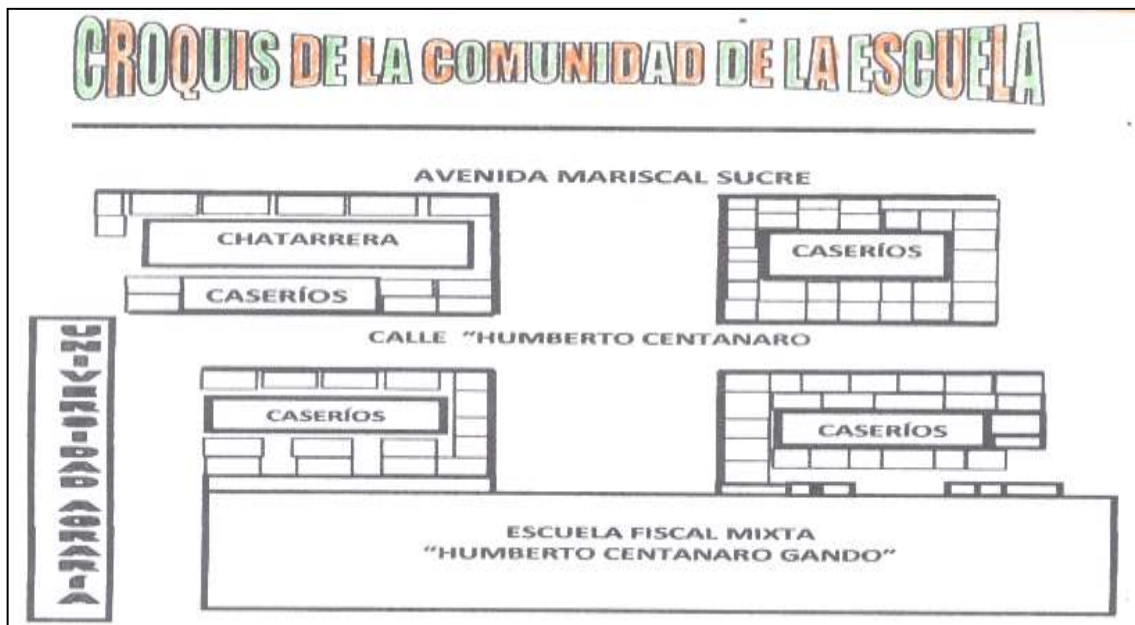 CROQUIS DE LA COMUNIDAD DE LA ESCUELA
AVENIDA MARISCAL SUCRE
CHATARRERA
CASERÍOS
CASERÍOS
CALLE "HUMBERTO CENTANARO
UNIVERSIDAD AGRARIA
CASERÍOS
CASERÍOS
ESCUELA FISCAL MIXTA
"HUMBERTO CENTANARO GANDO"